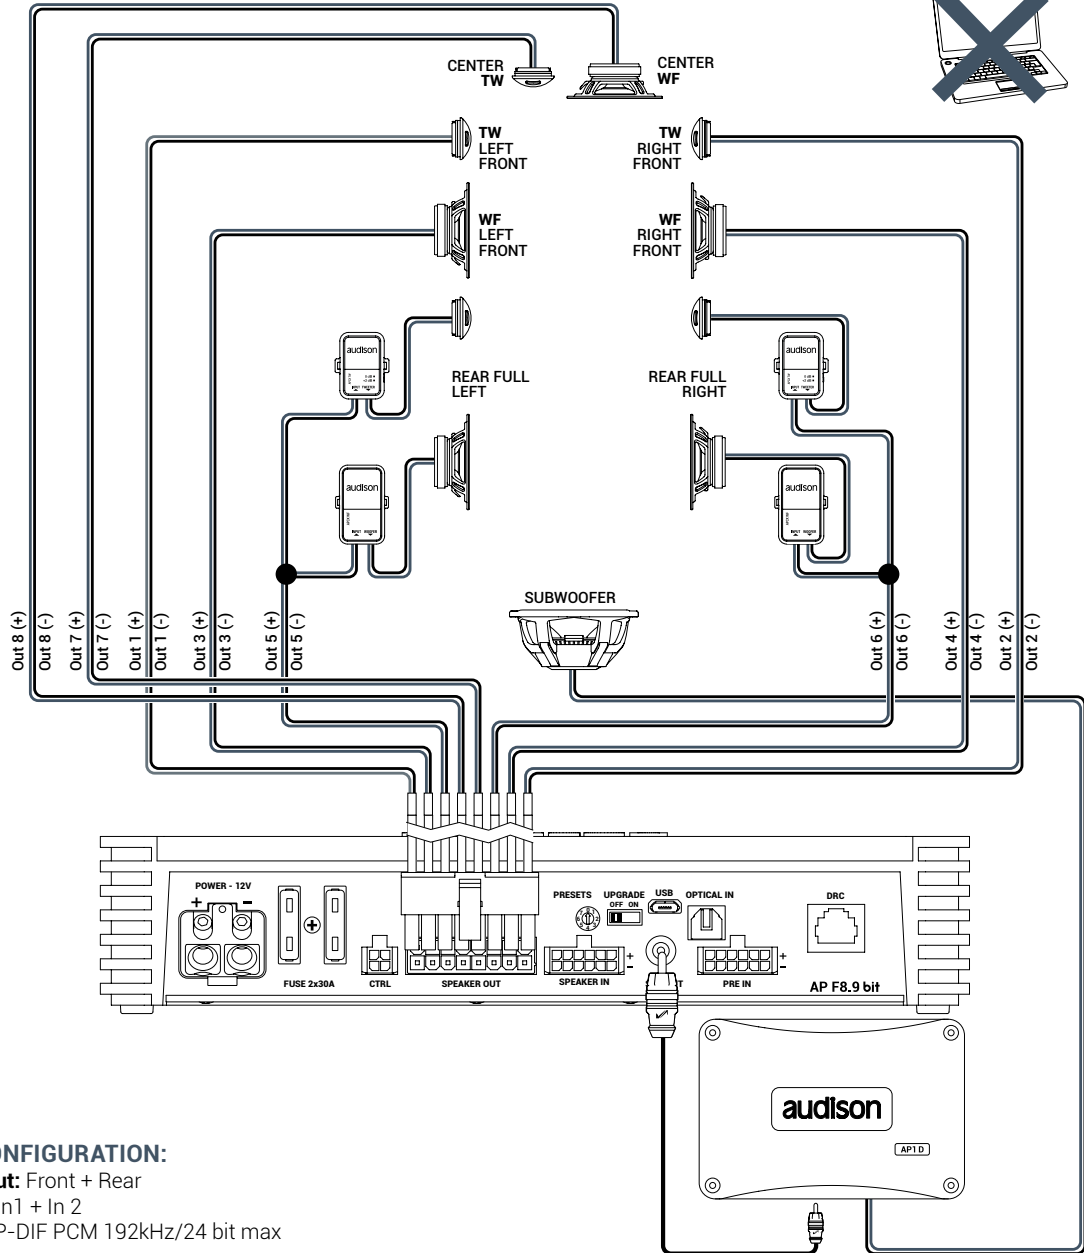 CENTER
TW
CENTER
WF
TW
LEFT
FRONT
TW
RIGHT
FRONT
WF
LEFT
FRONT
WF
RIGHT
FRONT
audison
audison
REAR FULL
LEFT
REAR FULL
RIGHT
audison
audison
SUBWOOFER
Out 8 (+)
Out 8 (-)
Out 7 (+)
Out 7 (-)
Out 1 (+)
Out 1 (-)
Out 3 (+)
Out 3 (-)
Out 5 (+)
Out 5 (-)
Out 6 (+)
Out 6 (-)
Out 4 (+)
Out 4 (-)
Out 2 (+)
Out 2 (-)
POWER - 12V
+ -
FUSE 2x30A
CTRL
SPEAKER OUT
PRESETS
UPGRADE
OFF ON
USB
OPTICAL IN
DRC
SPEAKER IN
+
-
PRE IN
+
-
AP F8.9 bit
audison
AP1 D
ONFIGURATION:
ut: Front + Rear
n1 + In 2
P-DIF PCM 192kHz/24 bit max